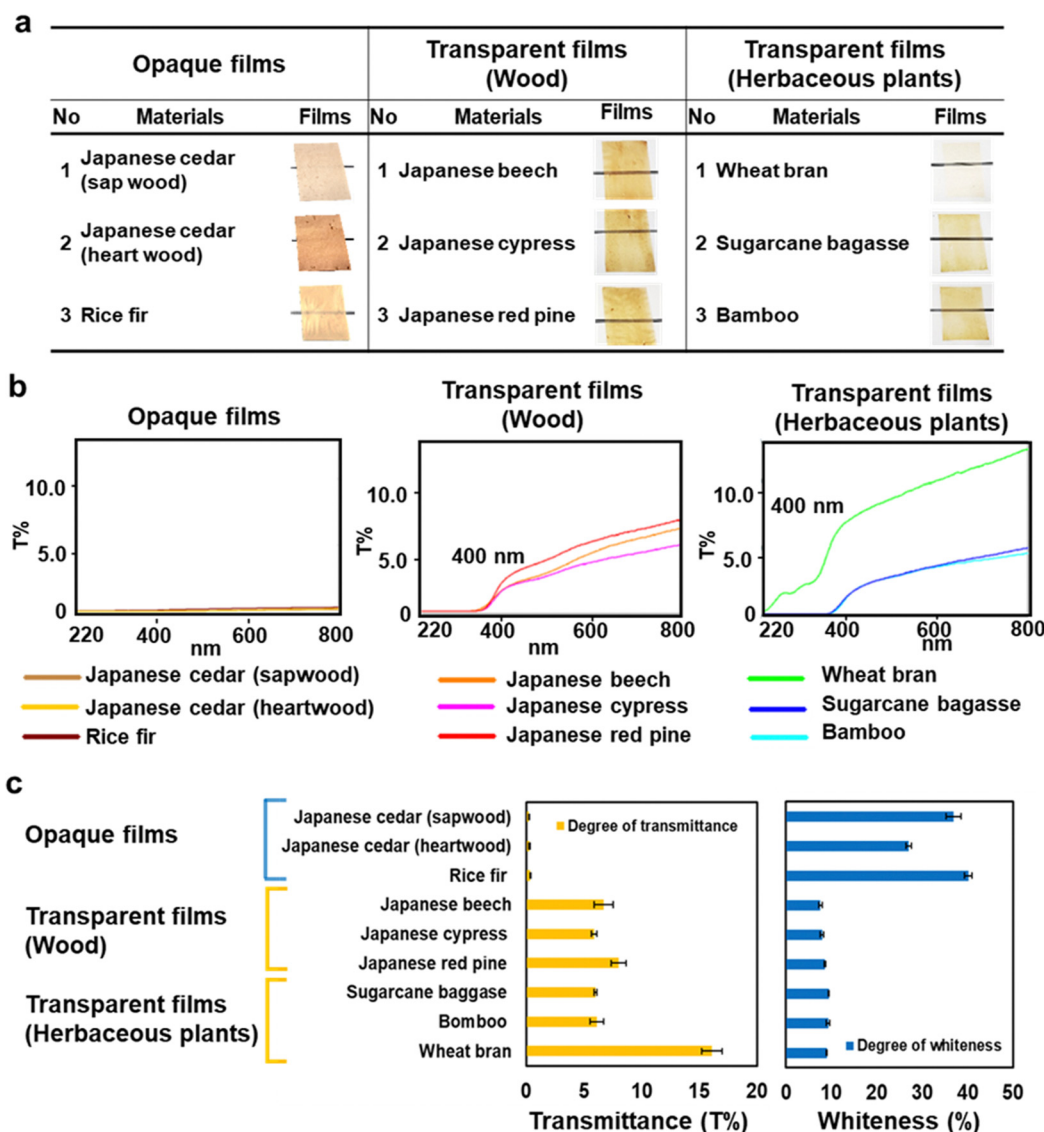 a
Opaque films
Transparent films
(Wood)
Transparent films
(Herbaceous plants)
No Materials Films
No Materials Films
No Materials Films
1 Japanese cedar
(sap wood)
1 Japanese beech
1 Wheat bran
2 Japanese cedar
(heart wood)
2 Japanese cypress
2 Sugarcane bagasse
3 Rice fir
3 Japanese red pine
3 Bamboo
b
Opaque films
T%
10.0
5.0
0
220 400 600 800
nm
Japanese cedar (sapwood)
Japanese cedar (heartwood)
Rice fir
Transparent films
(Wood)
T%
10.0
5.0
0
400 nm
220 400 600 800
nm
Japanese beech
Japanese cypress
Japanese red pine
Transparent films
(Herbaceous plants)
T%
10.0
5.0
0
400 nm
220 400 600 800
nm
Wheat bran
Sugarcane bagasse
Bamboo
c
Opaque films
Transparent films
(Wood)
Transparent films
(Herbaceous plants)
Japanese cedar (sapwood)
Japanese cedar (heartwood)
Rice fir
Japanese beech
Japanese cypress
Japanese red pine
Sugarcane baggase
Bomboo
Wheat bran
Degree of transmittance
0 5 10 15 20
Transmittance (T%)
Degree of whiteness
0 10 20 30 40 50
Whiteness (%)